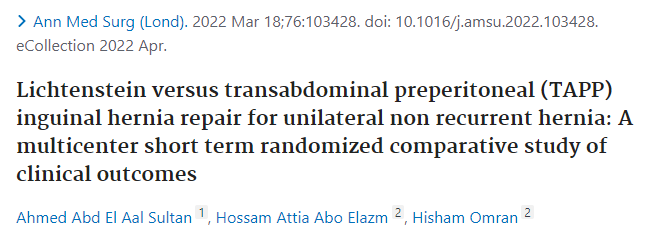 Ann Med Surg (Lond). 2022 Mar 18;76:103428. doi: 10.1016/j.amsu.2022.103428.
eCollection 2022 Apr.
Lichtenstein versus transabdominal preperitoneal (TAPP)
inguinal hernia repair for unilateral non recurrent hernia: A
multicenter short term randomized comparative study of
clinical outcomes
Ahmed Abd El Aal Sultan 1, Hossam Attia Abo Elazm 2, Hisham Omran 2